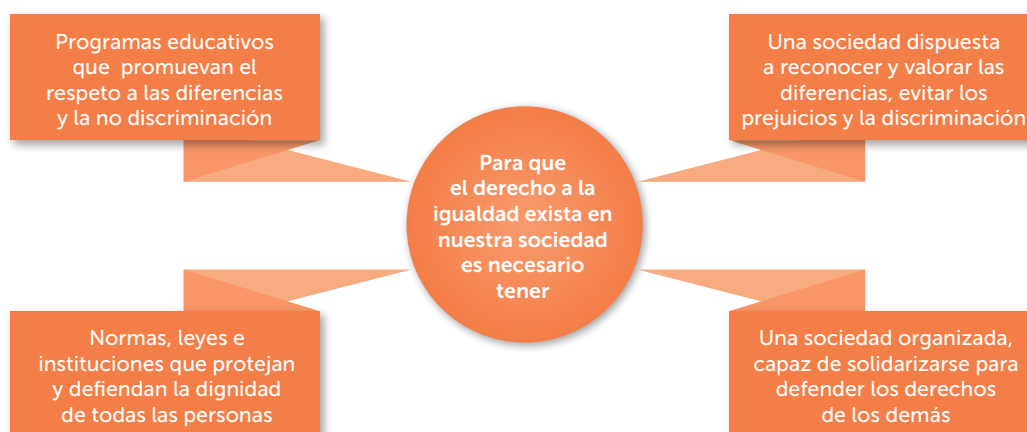 Programas educativos
que promuevan el
respeto a las diferencias
y la no discriminación
Una sociedad dispuesta
a reconocer y valorar las
diferencias, evitar los
prejuicios y la discriminación
Para que
el derecho a la
igualdad exista en
nuestra sociedad
es necesario
tener
Normas, leyes e
instituciones que protejan
y defiendan la dignidad
de todas las personas
Una sociedad organizada,
capaz de solidarizarse para
defender los derechos
de los demás